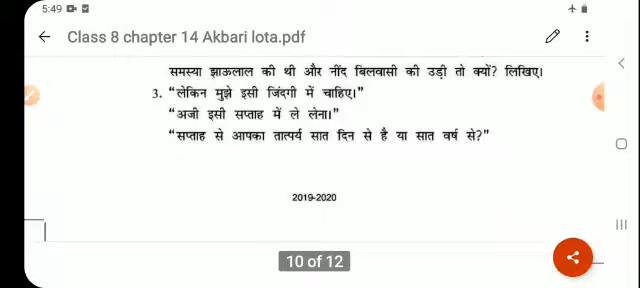 5:49
Class 8 chapter 14 Akbari lota.pdf
समस्या झाऊलाल की थी और नींद बिलवासी की उड़ी तो क्यों? लिखिए।
3. “लेकिन मुझे इसी जिंदगी में चाहिए।”
“अजी इसी सप्ताह में ले लेना।”
“सप्ताह से आपका तात्पर्य सात दिन से है या सात वर्ष से?”
2019-2020
10 of 12